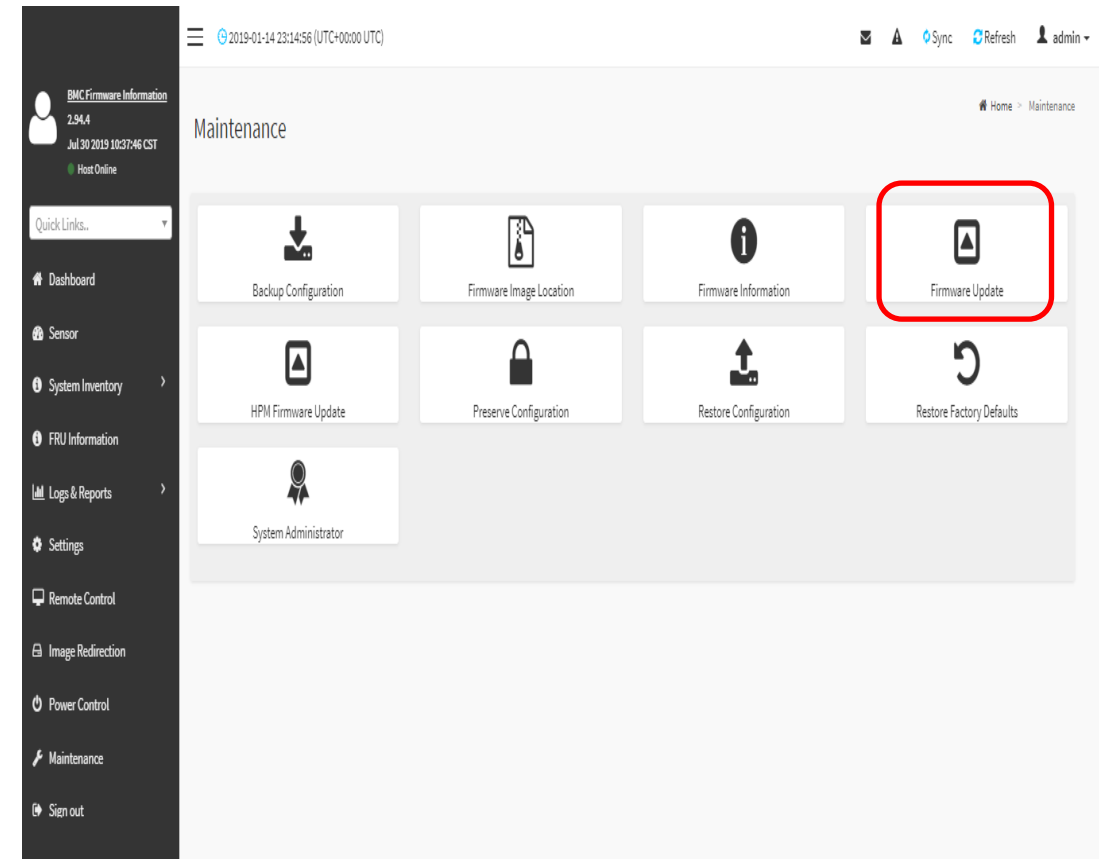 2019-01-14 23:14:56 (UTC+00:00 UTC)
Sync
Refresh
admin
BMC Firmware Information
2.94.4
Jul 30 2019 10:37:46 CST
Host Online
Quick Links..
Dashboard
Sensor
System Inventory
FRU Information
Logs & Reports
Settings
Remote Control
Image Redirection
Power Control
Maintenance
Sign out
Maintenance
Home > Maintenance
Backup Configuration
Firmware Image Location
Firmware Information
Firmware Update
HPM Firmware Update
Preserve Configuration
Restore Configuration
Restore Factory Defaults
System Administrator